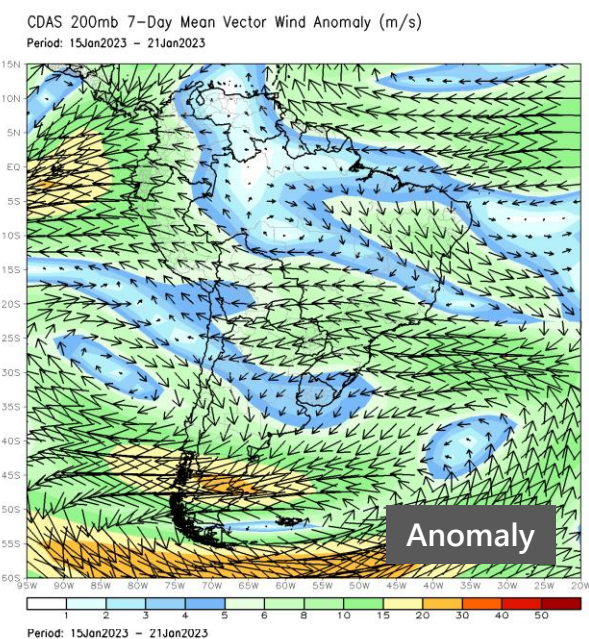 CDAS 200mb 7-Day Mean Vector Wind Anomaly (m/s)
Period: 15Jan2023 - 21Jan2023
15N
10N
5N
EQ
5S
10S
15S
20S
25S
30S
35S
40S
45S
50S
55S
60S
Anomaly
95W 90W 85W 80W 75W 70W 65W 60W 55W 50W 45W 40W 35W 30W 25W 20W
1 2 3 4 5 6 8 10 15 20 30 40 50
Period: 15Jan2023 - 21Jan2023